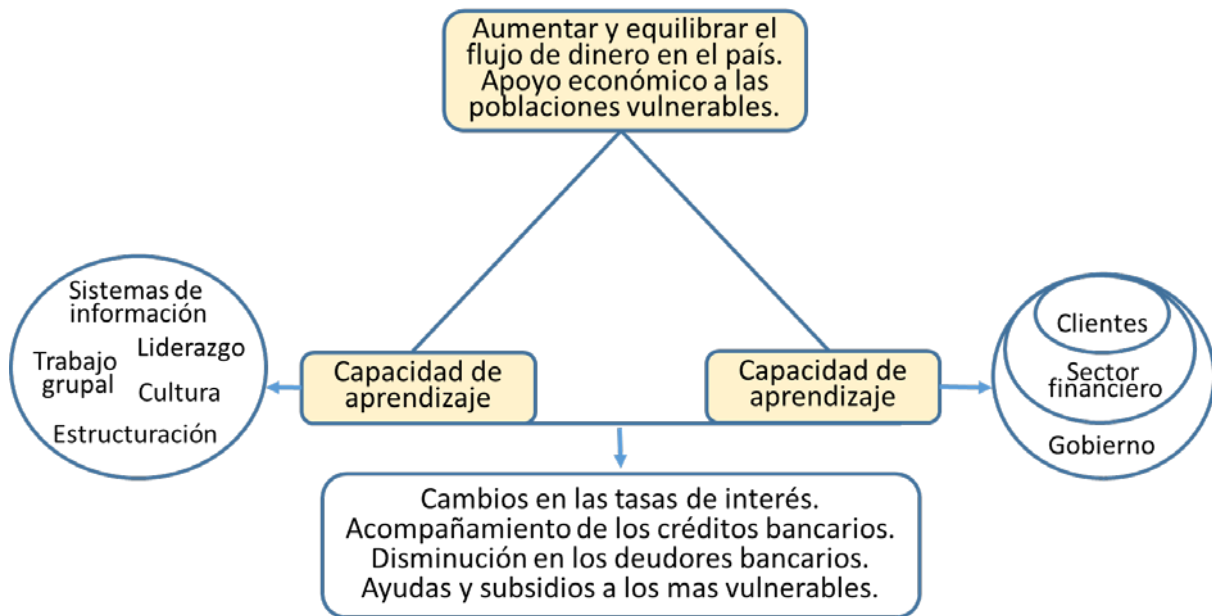 Aumentar y equilibrar el
flujo de dinero en el país.
Apoyo económico a las
poblaciones vulnerables.
Sistemas de
información
Liderazgo
Trabajo
grupal
Cultura
Estructuración
Capacidad de
aprendizaje
Capacidad de
aprendizaje
Clientes
Sector
financiero
Gobierno
Cambios en las tasas de interés.
Acompañamiento de los créditos bancarios.
Disminución en los deudores bancarios.
Ayudas y subsidios a los mas vulnerables.